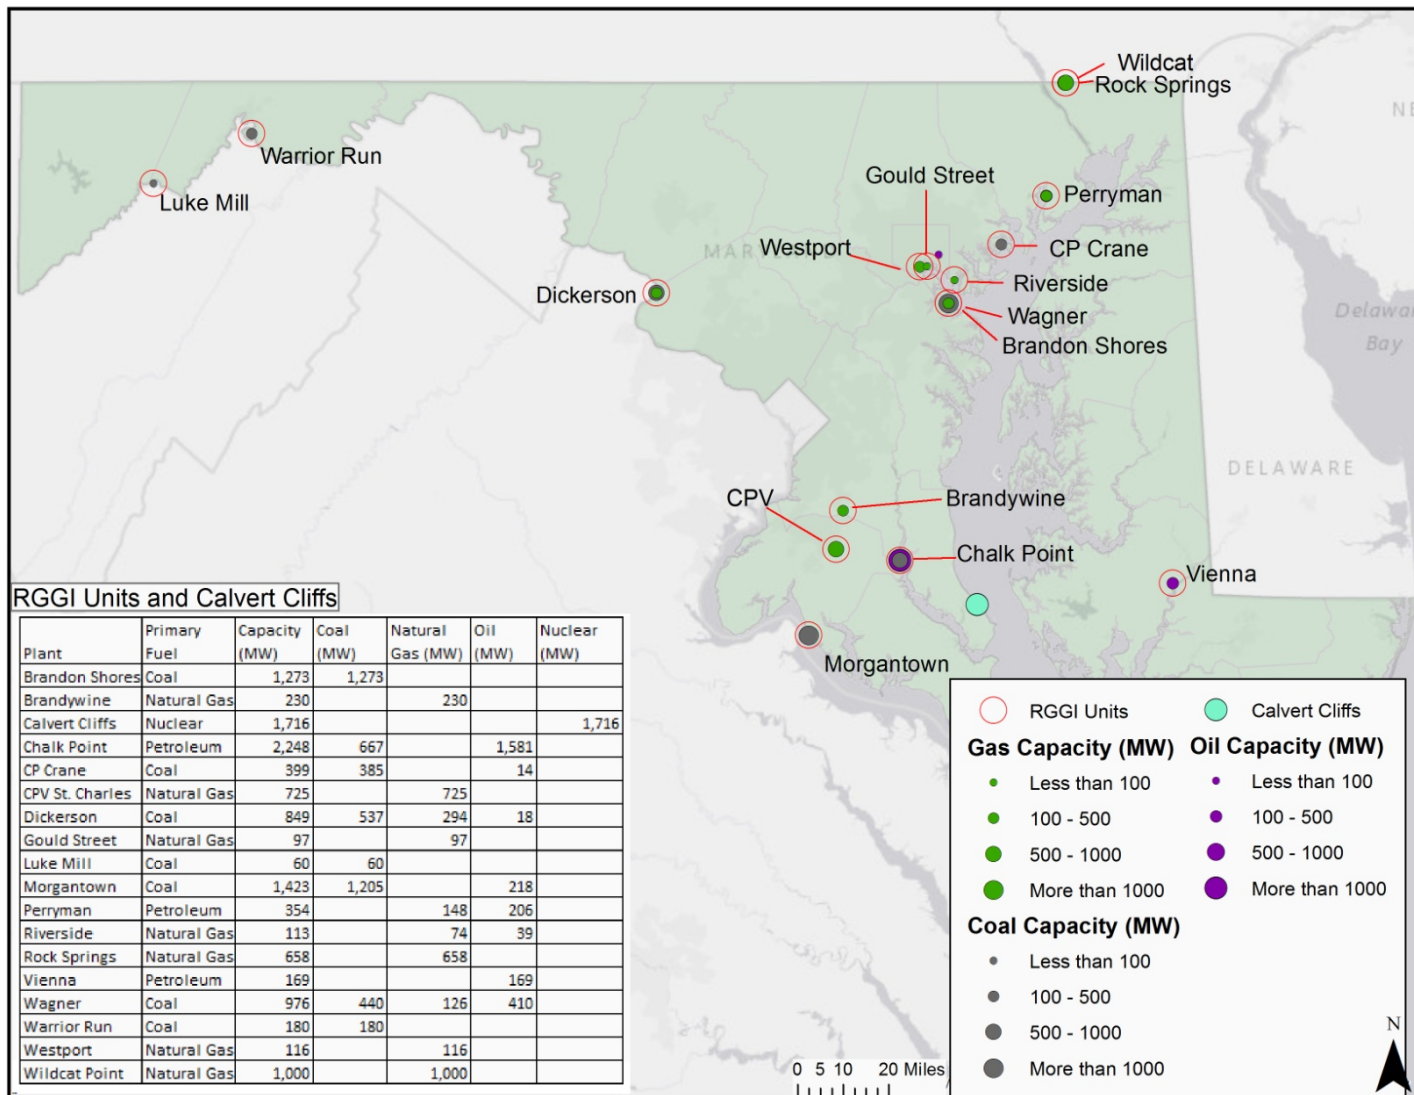 Wildcat
Rock Springs
NE
Warrior Run
Luke Mill
Gould Street
Perryman
MARYLAND
Westport
CP Crane
Riverside
Dickerson
Wagner
Brandon Shores
Delawar
Bay
DELAWARE
CPV
Brandywine
Chalk Point
Vienna
Morgantown
RGGI Units and Calvert Cliffs
Plant Primary Fuel Capacity (MW) Coal (MW) Natural Gas (MW) Oil (MW) Nuclear (MW)
Brandon Shores Coal 1,273 1,273
Brandywine Natural Gas 230 230
Calvert Cliffs Nuclear 1,716 1,716
Chalk Point Petroleum 2,248 667 1,581
CP Crane Coal 399 385 14
CPV St. Charles Natural Gas 725 725
Dickerson Coal 849 537 294 18
Gould Street Natural Gas 97 97
Luke Mill Coal 60 60
Morgantown Coal 1,423 1,205 218
Perryman Petroleum 354 148 206
Riverside Natural Gas 113 74 39
Rock Springs Natural Gas 658 658
Vienna Petroleum 169 169
Wagner Coal 976 440 126 410
Warrior Run Coal 180 180
Westport Natural Gas 116 116
Wildcat Point Natural Gas 1,000 1,000
RGGI Units
Calvert Cliffs
Gas Capacity (MW)
Less than 100
100 - 500
500 - 1000
More than 1000
Oil Capacity (MW)
Less than 100
100 - 500
500 - 1000
More than 1000
Coal Capacity (MW)
Less than 100
100 - 500
500 - 1000
More than 1000
0 5 10 20 Miles
N